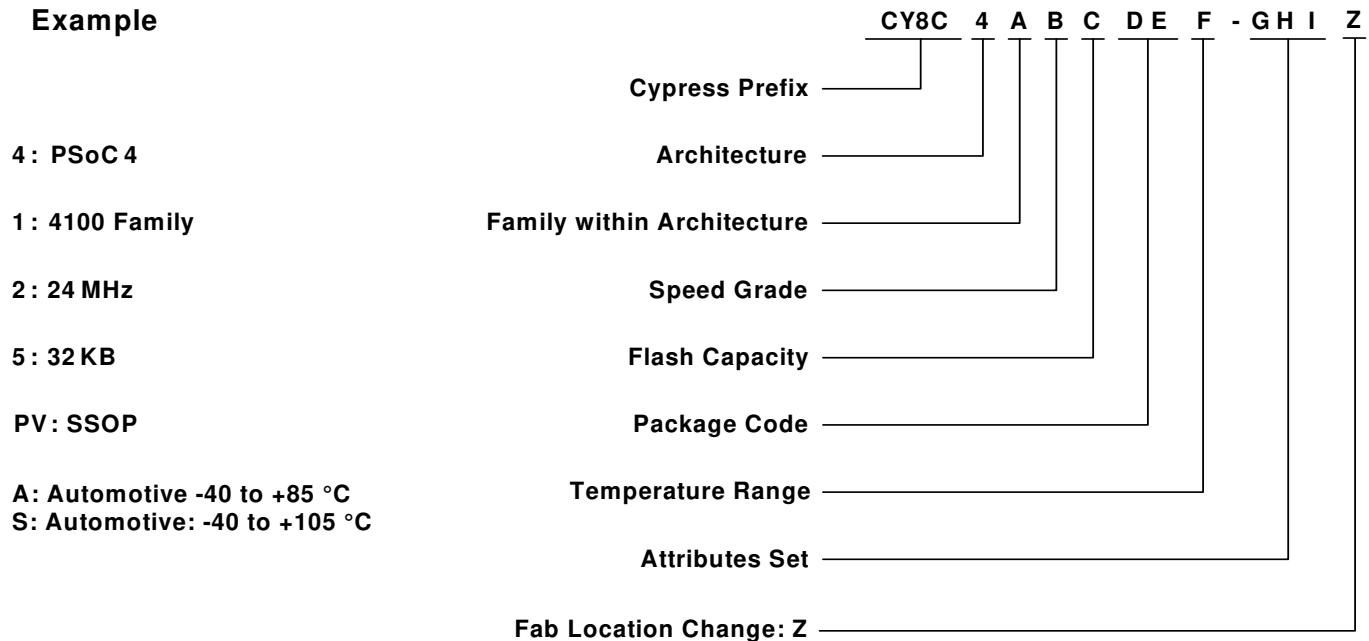 Example CY8C 4 A B C D E F - G H I Z
Cypress Prefix
4: PSoC 4 Architecture
1: 4100 Family Family within Architecture
2: 24 MHz Speed Grade
5: 32 KB Flash Capacity
PV: SSOP Package Code
A: Automotive -40 to +85 °C Temperature Range
S: Automotive: -40 to +105 °C
Attributes Set
Fab Location Change: Z